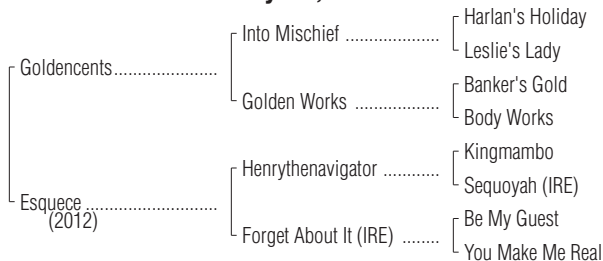 Harlan's Holiday
Into Mischief ....................
Leslie's Lady
Goldencents......................
Banker's Gold
Golden Works ..................
Body Works
Kingmambo
Henrythenavigator ............
Sequoyah (IRE)
Esquece ............................
(2012)
Be My Guest
Forget About It (IRE) ........
You Make Me Real